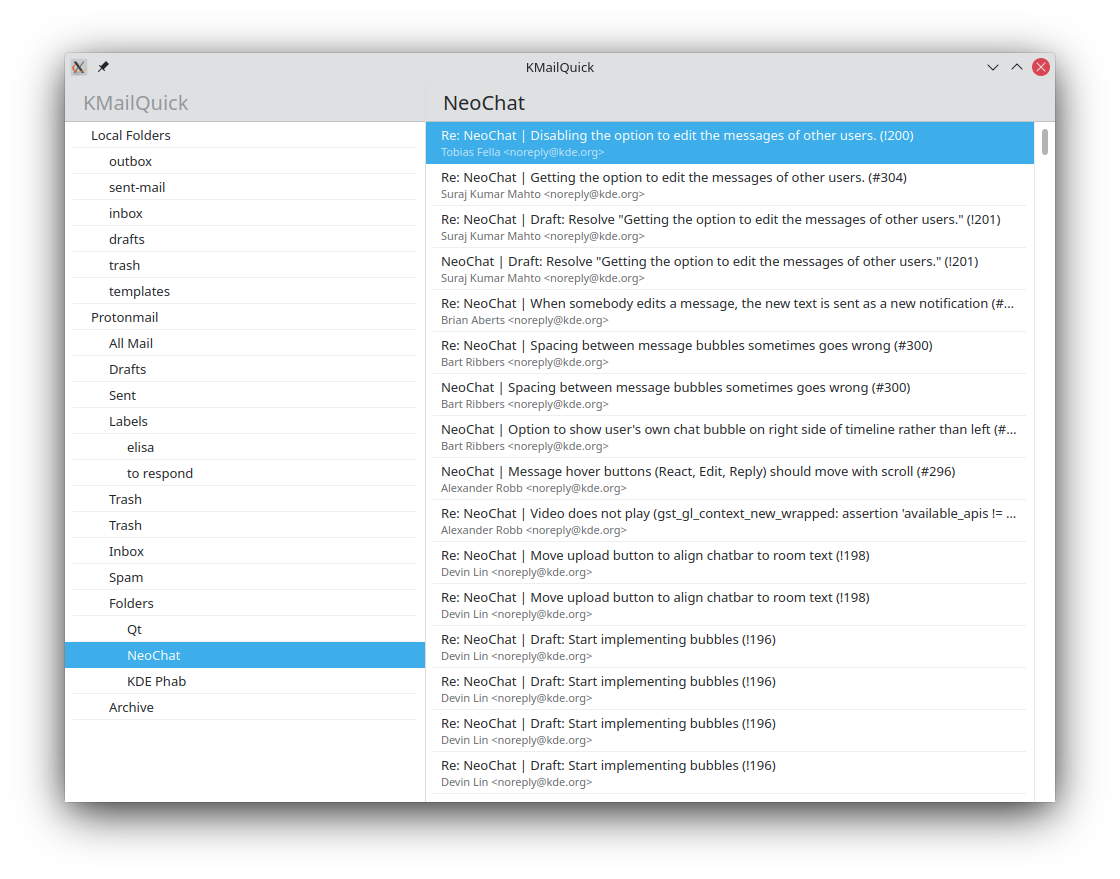 KMailQuick
KMailQuick
NeoChat
Local Folders
outbox
sent-mail
inbox
drafts
trash
templates
Protonmail
All Mail
Drafts
Sent
Labels
elisa
to respond
Trash
Trash
Inbox
Spam
Folders
Qt
NeoChat
KDE Phab
Archive
Re: NeoChat | Disabling the option to edit the messages of other users. (!200)
Tobias Fella <noreply@kde.org>
Re: NeoChat | Getting the option to edit the messages of other users. (#304)
Suraj Kumar Mahto <noreply@kde.org>
Re: NeoChat | Draft: Resolve "Getting the option to edit the messages of other users." (!201)
Suraj Kumar Mahto <noreply@kde.org>
NeoChat | Draft: Resolve "Getting the option to edit the messages of other users." (!201)
Suraj Kumar Mahto <noreply@kde.org>
Re: NeoChat | When somebody edits a message, the new text is sent as a new notification (#...
Brian Aberts <noreply@kde.org>
Re: NeoChat | Spacing between message bubbles sometimes goes wrong (#300)
Bart Ribbers <noreply@kde.org>
NeoChat | Spacing between message bubbles sometimes goes wrong (#300)
Bart Ribbers <noreply@kde.org>
NeoChat | Option to show user's own chat bubble on right side of timeline rather than left (#...
Bart Ribbers <noreply@kde.org>
NeoChat | Message hover buttons (React, Edit, Reply) should move with scroll (#296)
Alexander Robb <noreply@kde.org>
Re: NeoChat | Video does not play (gst_gl_context_new_wrapped: assertion 'available_apis != ...
Alexander Robb <noreply@kde.org>
Re: NeoChat | Move upload button to align chatbar to room text (!198)
Devin Lin <noreply@kde.org>
Re: NeoChat | Move upload button to align chatbar to room text (!198)
Devin Lin <noreply@kde.org>
Re: NeoChat | Draft: Start implementing bubbles (!196)
Devin Lin <noreply@kde.org>
Re: NeoChat | Draft: Start implementing bubbles (!196)
Devin Lin <noreply@kde.org>
Re: NeoChat | Draft: Start implementing bubbles (!196)
Devin Lin <noreply@kde.org>
Re: NeoChat | Draft: Start implementing bubbles (!196)
Devin Lin <noreply@kde.org>